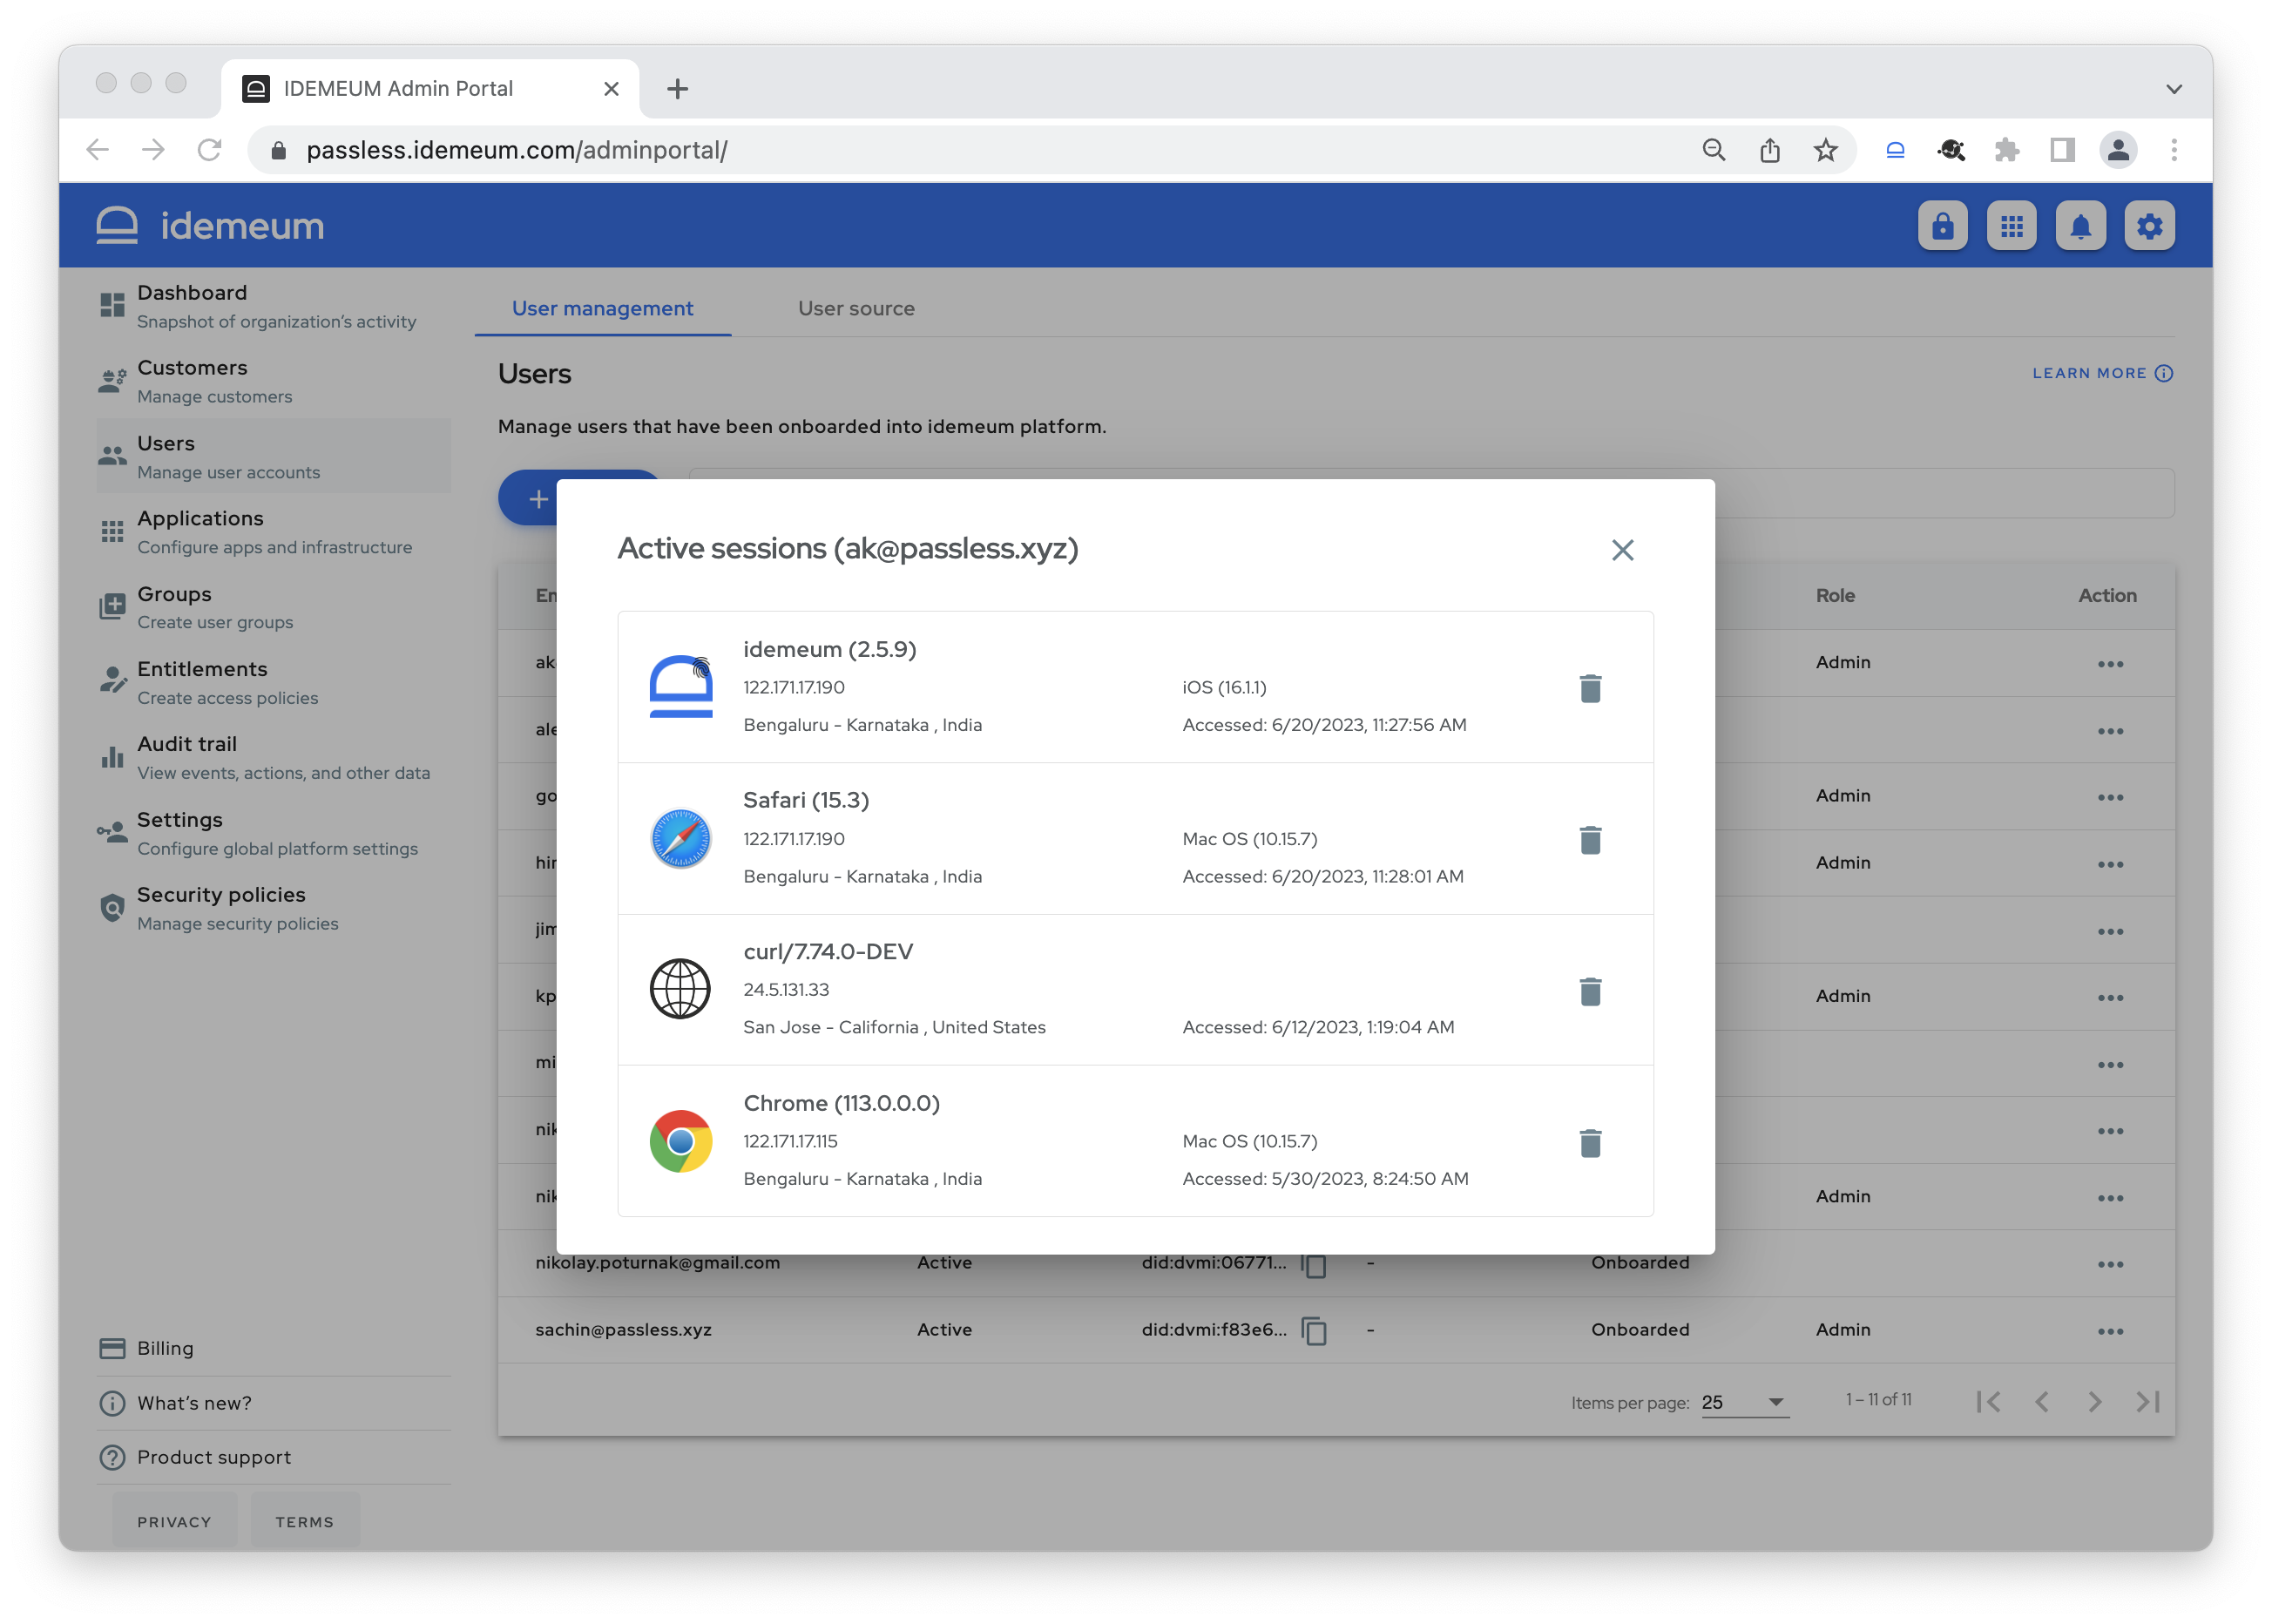 IDEMEUM Admin Portal
passless.idemeum.com/adminportal/
idemeum
Dashboard
Snapshot of organization's activity
Customers
Manage customers
Users
Manage user accounts
Applications
Configure apps and infrastructure
Groups
Create user groups
Entitlements
Create access policies
Audit trail
View events, actions, and other data
Settings
Configure global platform settings
Security policies
Manage security policies
Billing
What's new?
Product support
PRIVACY TERMS
User management User source
Users
LEARN MORE
Manage users that have been onboarded into idemeum platform.
Role Action
Admin
Admin
Admin
Admin
Admin
Active sessions (ak@passless.xyz)
idemeum (2.5.9)
122.171.17.190 iOS (16.1.1)
Bengaluru - Karnataka , India Accessed: 6/20/2023, 11:27:56 AM
Safari (15.3)
122.171.17.190 Mac OS (10.15.7)
Bengaluru - Karnataka , India Accessed: 6/20/2023, 11:28:01 AM
curl/7.74.0-DEV
24.5.131.33
San Jose - California , United States Accessed: 6/12/2023, 1:19:04 AM
Chrome (113.0.0.0)
122.171.17.115 Mac OS (10.15.7)
Bengaluru - Karnataka , India Accessed: 5/30/2023, 8:24:50 AM
nikolay.poturnak@gmail.com Active did:dvmi:06771... - Onboarded
sachin@passless.xyz Active did:dvmi:f83e6... - Onboarded Admin
Items per page: 25 1 – 11 of 11